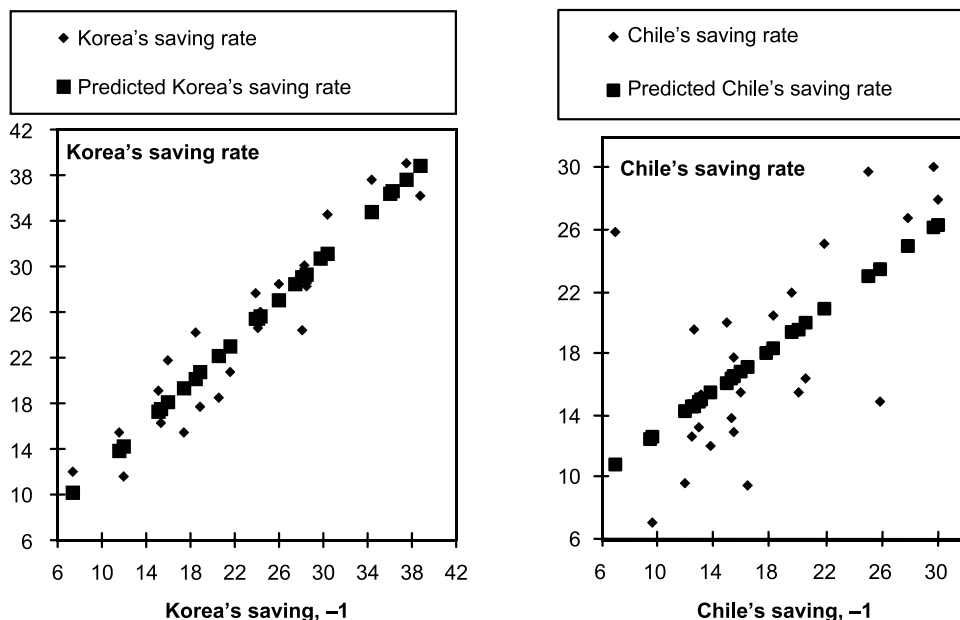 Korea’s saving rate
Predicted Korea’s saving rate
42
38
34
30
26
22
18
14
10
6
Korea’s saving rate
6 10 14 18 22 26 30 34 38 42
Korea’s saving, –1
Chile’s saving rate
Predicted Chile’s saving rate
30
26
22
18
14
10
6
Chile’s saving rate
6 10 14 18 22 26 30
Chile’s saving, –1